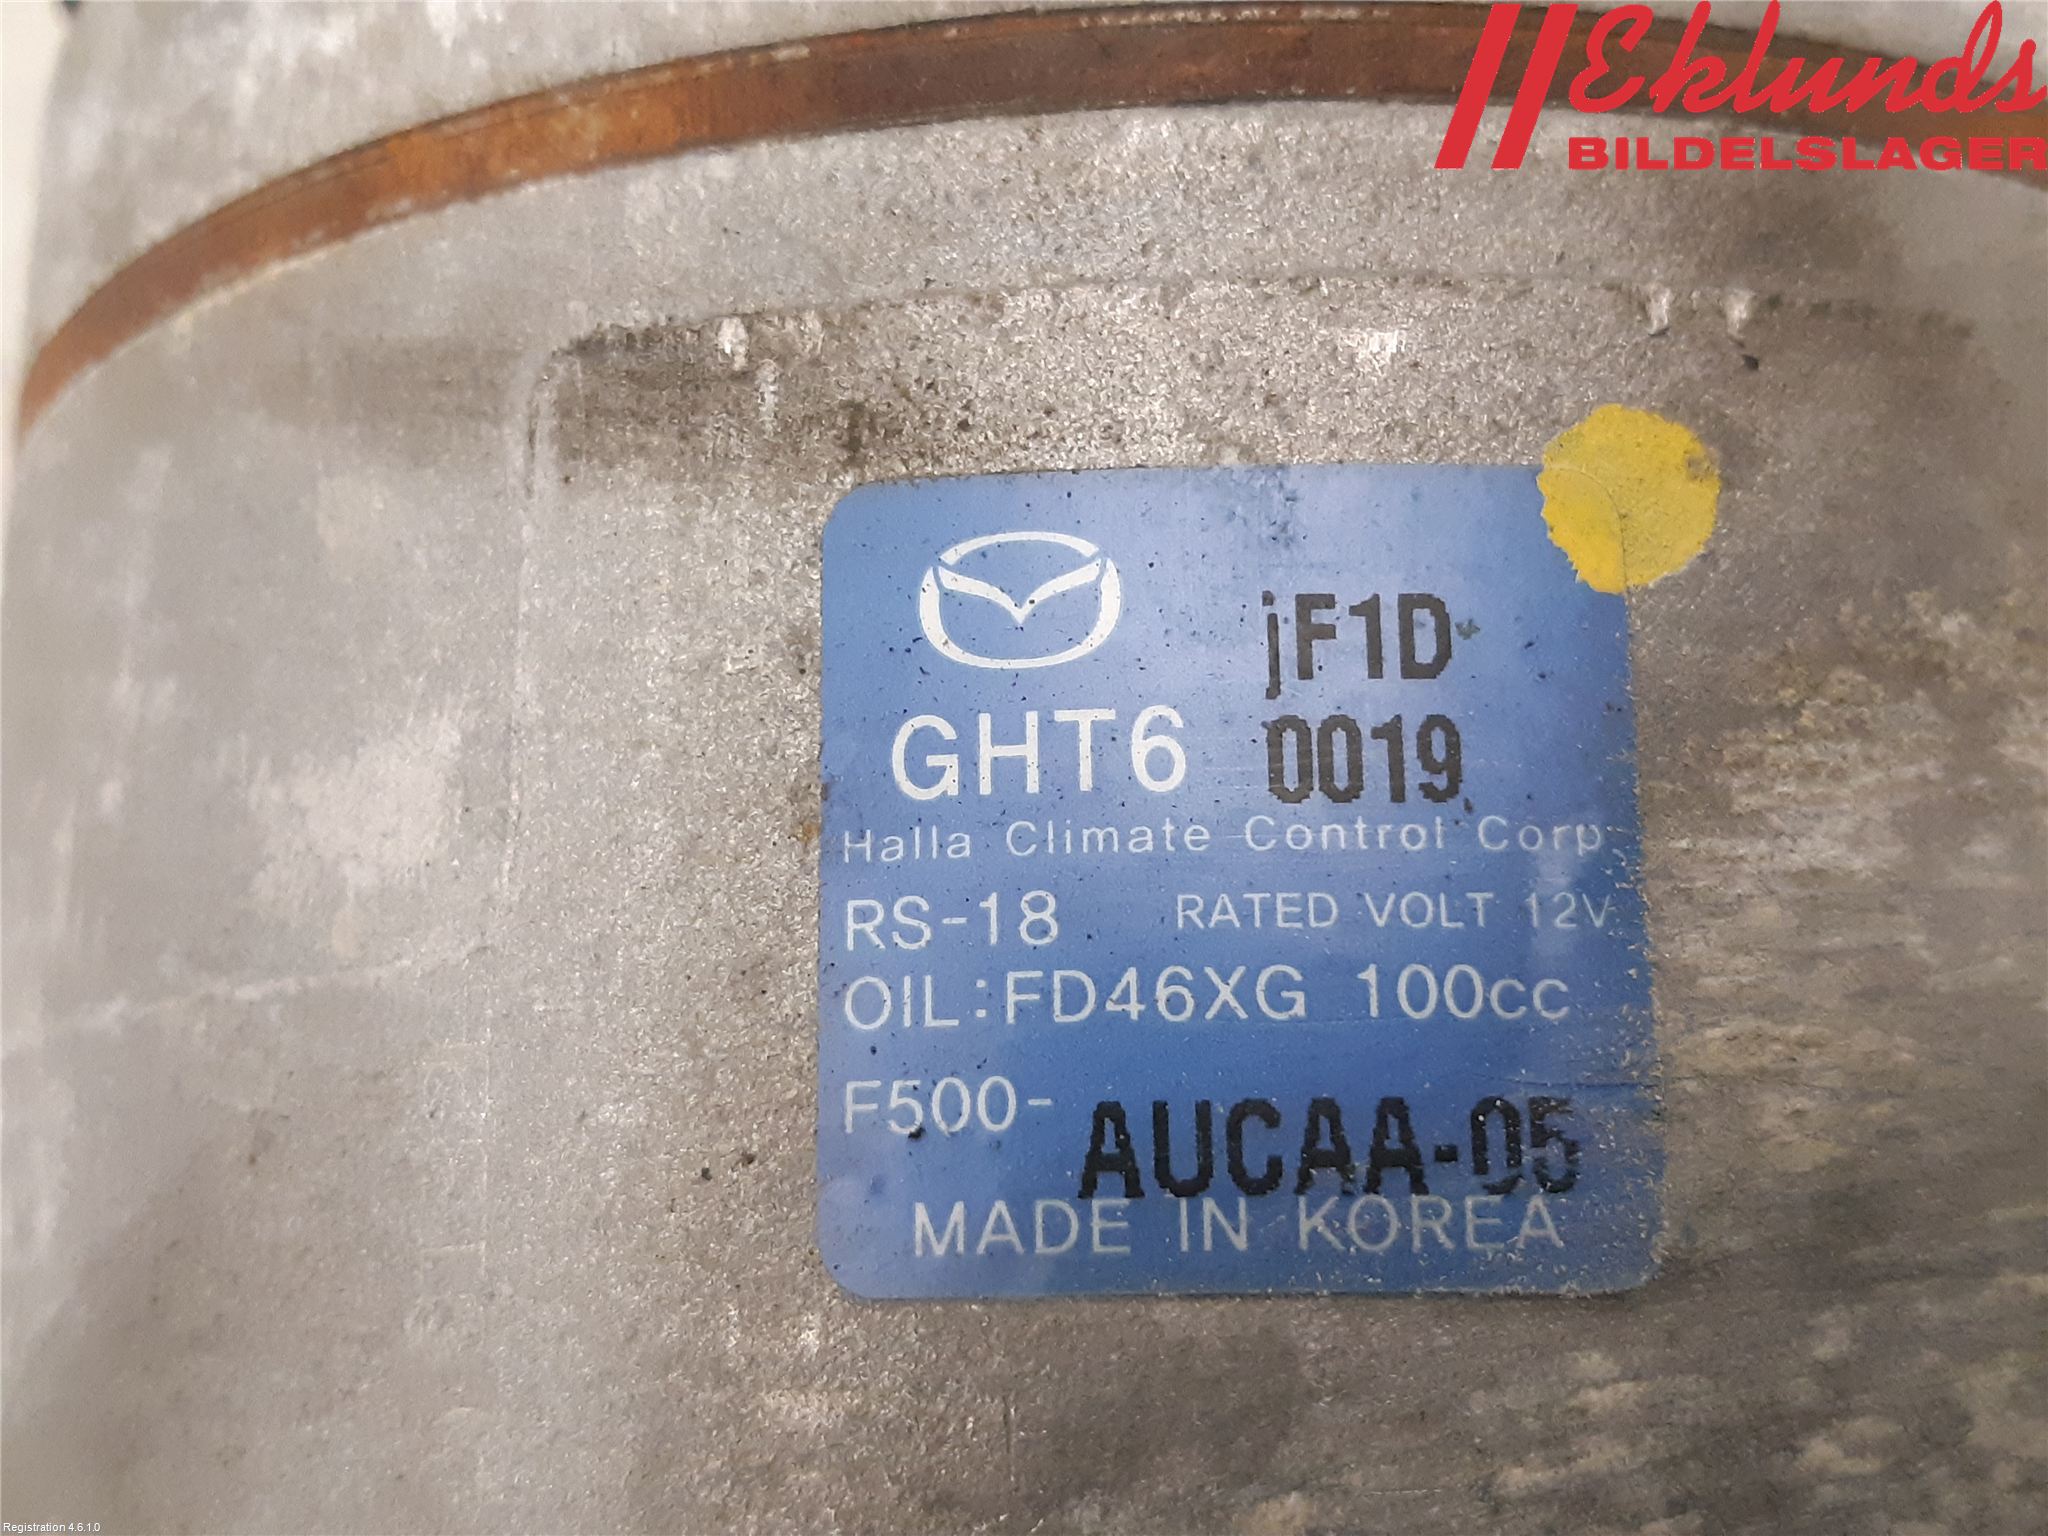 Eklunds
BILDELSLAGER
jF1D
GHT6 0019
Halla Climate Control Corp
RS-18 RATED VOLT 12V
OIL:FD46XG 100cc
F500- AUCAA-05
MADE IN KOREA
Registration 4.6.1.0